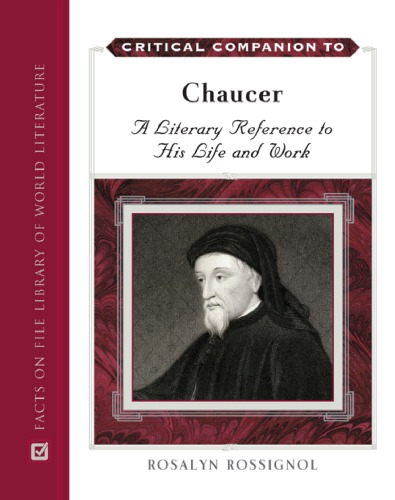 CRITICAL COMPANION TO
Chaucer
A Literary Reference to
His Life and Work
ROSALYN ROSSIGNOL
FACTS ON FILE LIBRARY OF WORLD LITERATURE